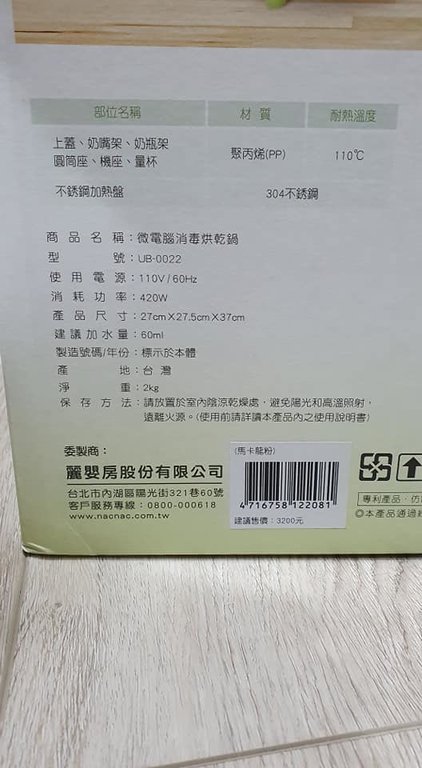 部位名稱 材質 耐熱溫度
上蓋、奶嘴架、奶瓶架
圓筒座、機座、量杯 聚丙烯(PP) 110℃
不銹鋼加熱盤 304不銹鋼
商品名稱：微電腦消毒烘乾鍋
型號：UB-0022
使用電源：110V/60Hz
消耗功率：420W
產品尺寸：27cmX27.5cmX37cm
建議加水量：60ml
製造號碼/年份：標示於本體
產地：台灣
淨重：2kg
保存方法：請放置於室內陰涼乾燥處，避免陽光和高溫照射，
遠離火源。(使用前請詳讀本產品內之使用說明書)
委製商：
麗嬰房股份有限公司
台北市內湖區陽光街321巷60號
客戶服務專線：0800-000618
www.nacnac.com.tw
(馬卡龍粉)
4716758122081
建議售價：3200元
專利產品．仿
◎本產品通過